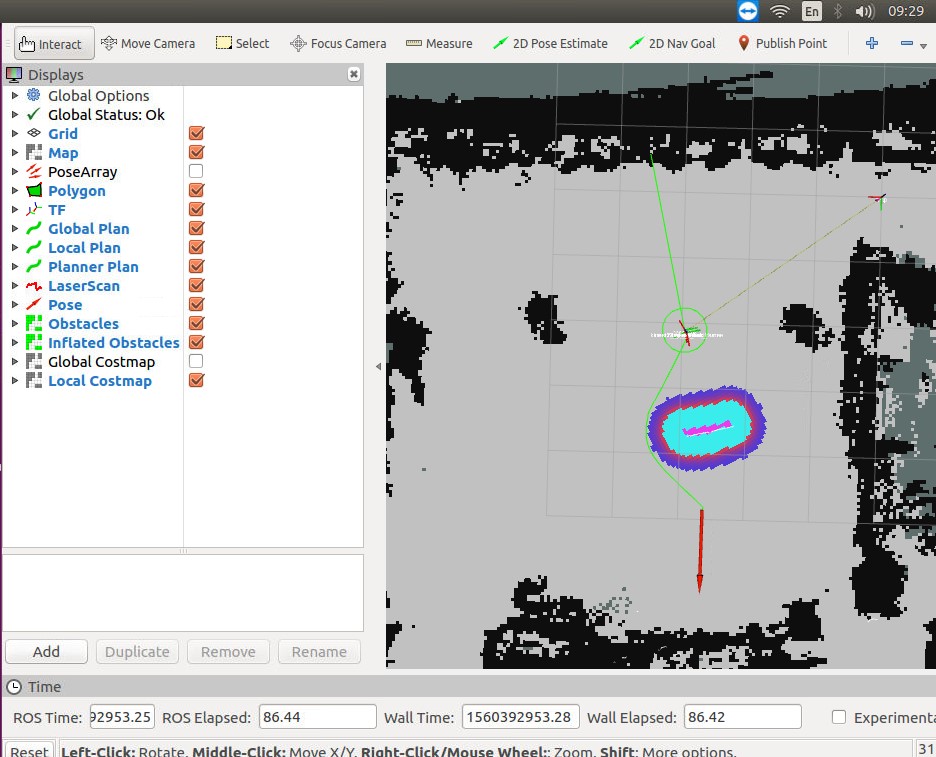 En 09:29
Interact Move Camera Select Focus Camera Measure 2D Pose Estimate 2D Nav Goal Publish Point
Displays
Global Options
Global Status: Ok
Grid
Map
PoseArray
Polygon
TF
Global Plan
Local Plan
Planner Plan
LaserScan
Pose
Obstacles
Inflated Obstacles
Global Costmap
Local Costmap
Add Duplicate Remove Rename
Time
ROS Time: 92953.25 ROS Elapsed: 86.44 Wall Time: 1560392953.28 Wall Elapsed: 86.42 Experimenta
Reset Left-Click: Rotate. Middle-Click: Move X/Y. Right-Click/Mouse Wheel:: Zoom. Shift: More options. 31